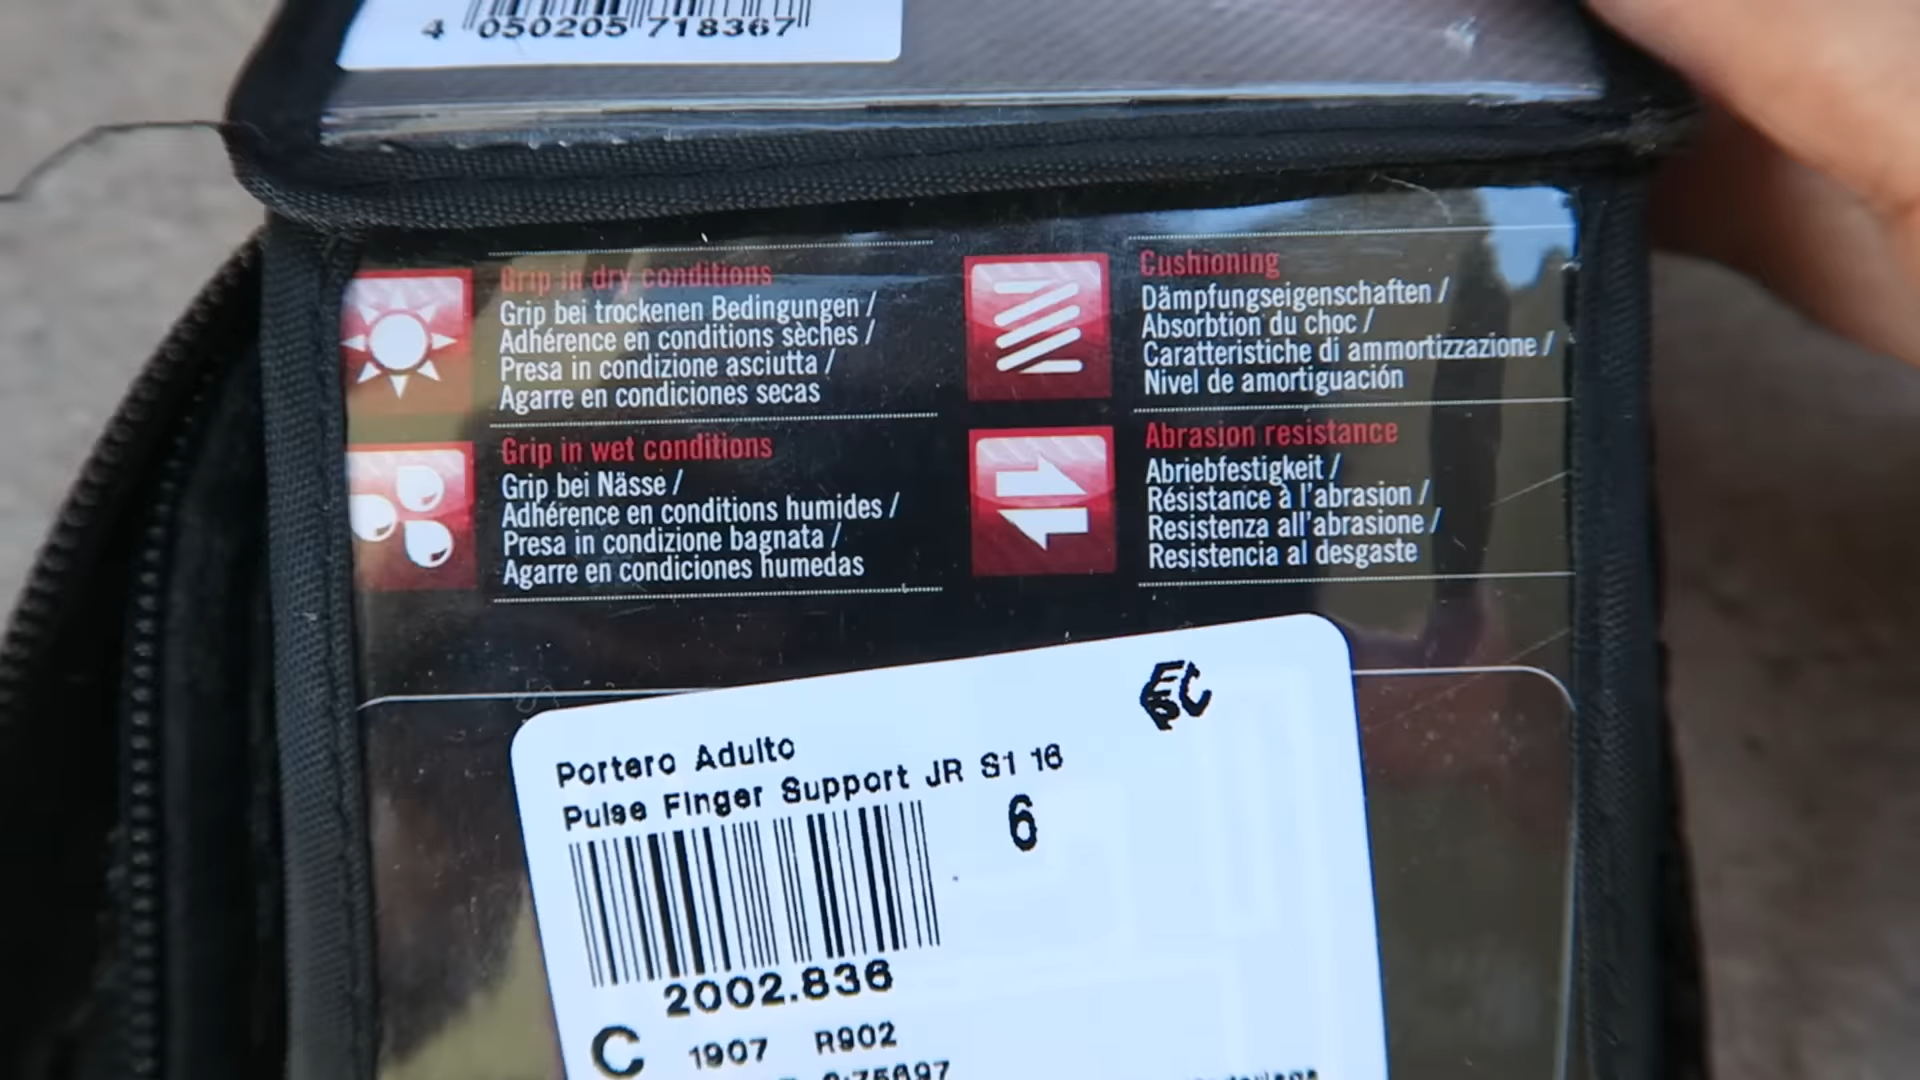 4 050205 718367
Grip in dry conditions
Grip bei trockenen Bedingungen /
Adhérence en conditions sèches /
Presa in condizione asciutta /
Agarre en condiciones secas
Cushioning
Dämpfungseigenschaften /
Absorbtion du choc /
Caratteristiche di ammortizzazione /
Nivel de amortiguación
Grip in wet conditions
Grip bei Nässe /
Adhérence en conditions humides /
Presa in condizione bagnata /
Agarre en condiciones humedas
Abrasion resistance
Abriebfestigkeit /
Résistance à l'abrasion /
Resistenza all'abrasione /
Resistencia al desgaste
Portero Adulto
Pulse Finger Support JR S1 16
6
2002.836
C 1907 R902